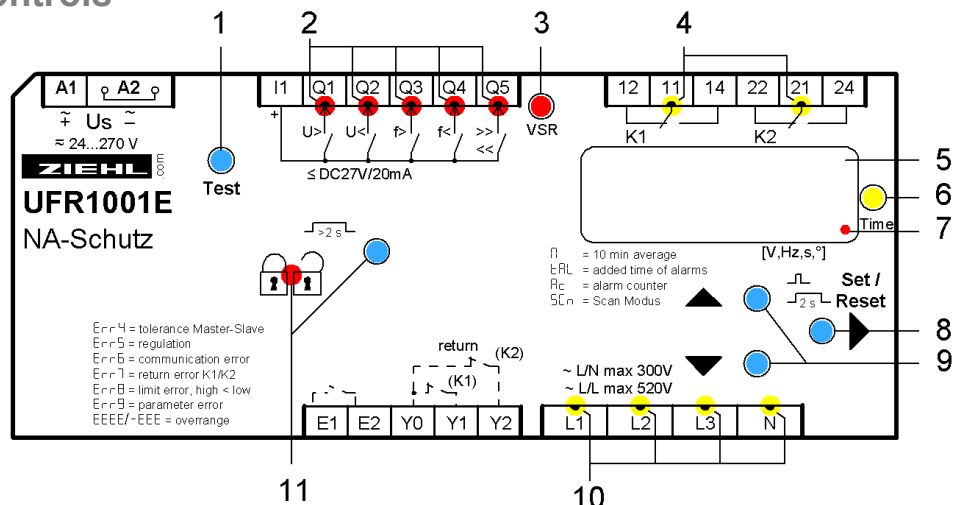 ontrols
1 2 3 4
A1 A2
I1 Q1 Q2 Q3 Q4 Q5
12 11 14 22 21 24
~ ~
+ Us -
≂ 24...270 V
+
U> U< f> f< >> <<
VSR
K1 K2
ZIEHL .com
Test
≤ DC27V/20mA
5
UFR1001E
6
Time
7
NA-Schutz
>2 s
[V,Hz,s,°]
n = 10 min average
tAL = added time of alarms
Ac = alarm counter
SCn = Scan Modus
Set /
2 s Reset
8
9
Err4 = tolerance Master-Slave
Err5 = regulation
Err6 = communication error
Err7 = return error K1/K2
Err8 = limit error, high < low
Err9 = parameter error
EEEE/-EEE = overrange
return (K2)
(K1)
~ L/N max 300V
~ L/L max 520V
E1 E2 Y0 Y1 Y2
L1 L2 L3 N
11 10